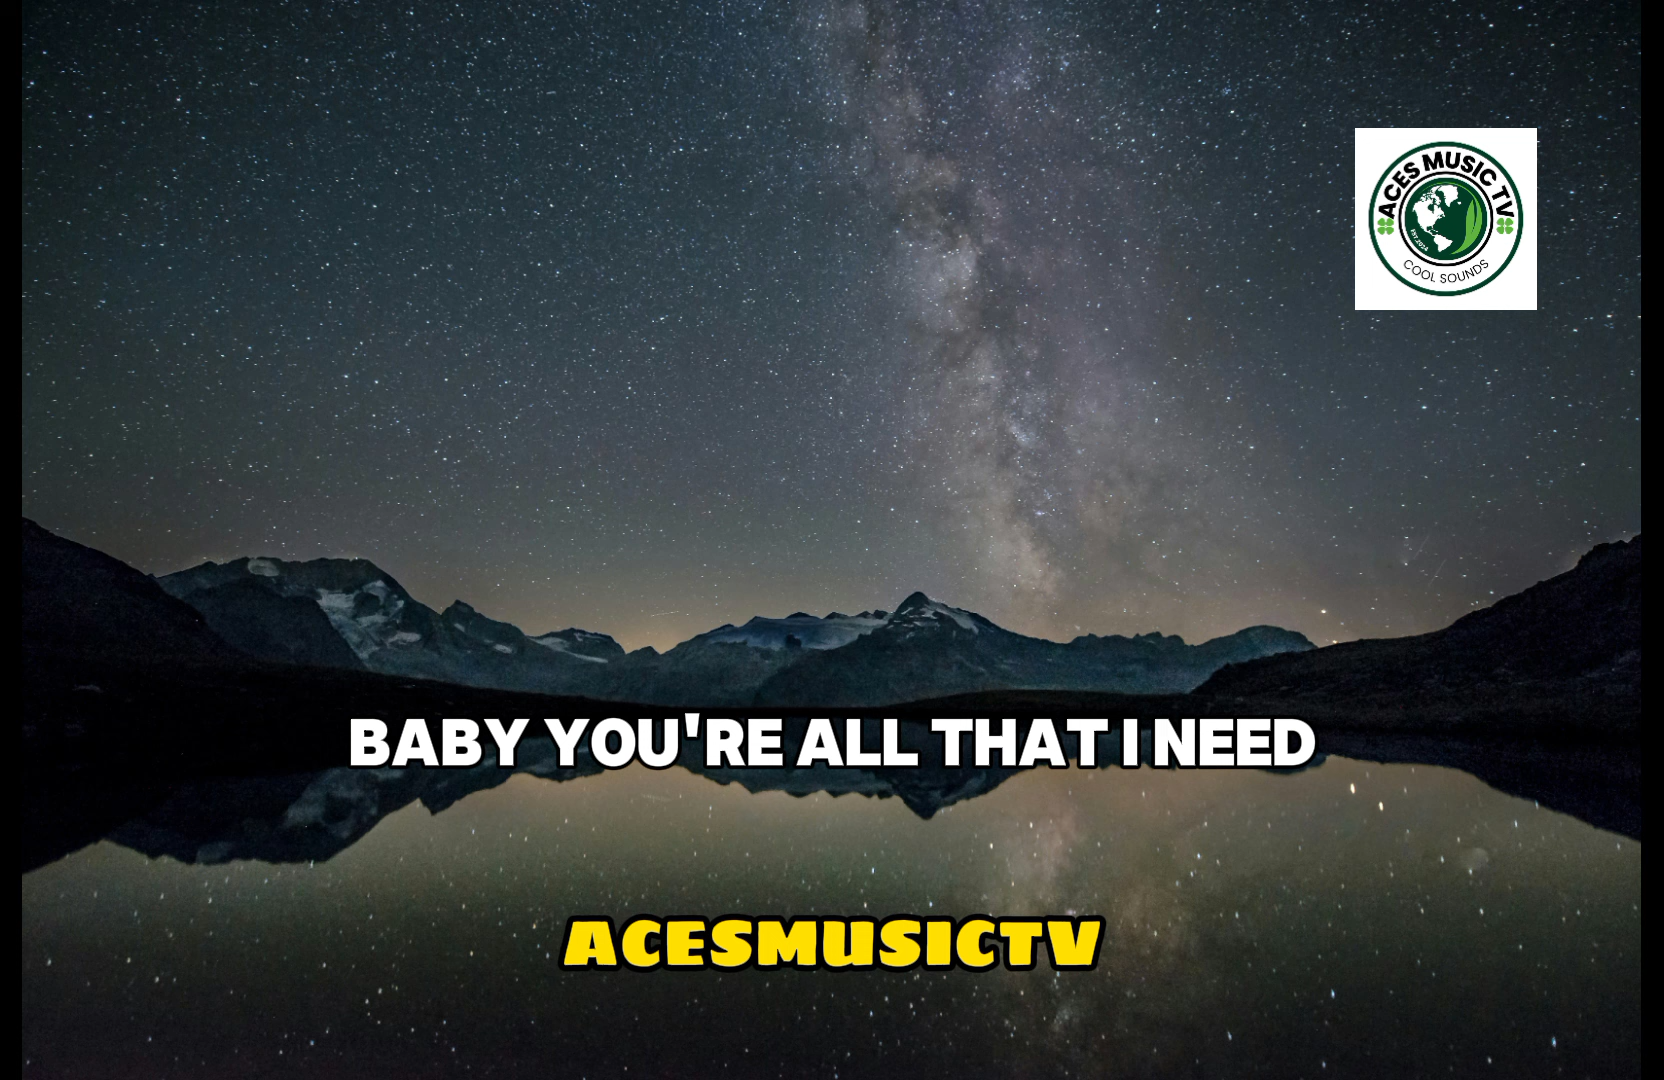 ACES MUSIC TV
EST. 2024
COOL SOUNDS
BABY YOU'RE ALL THAT I NEED
ACESMUSICTV